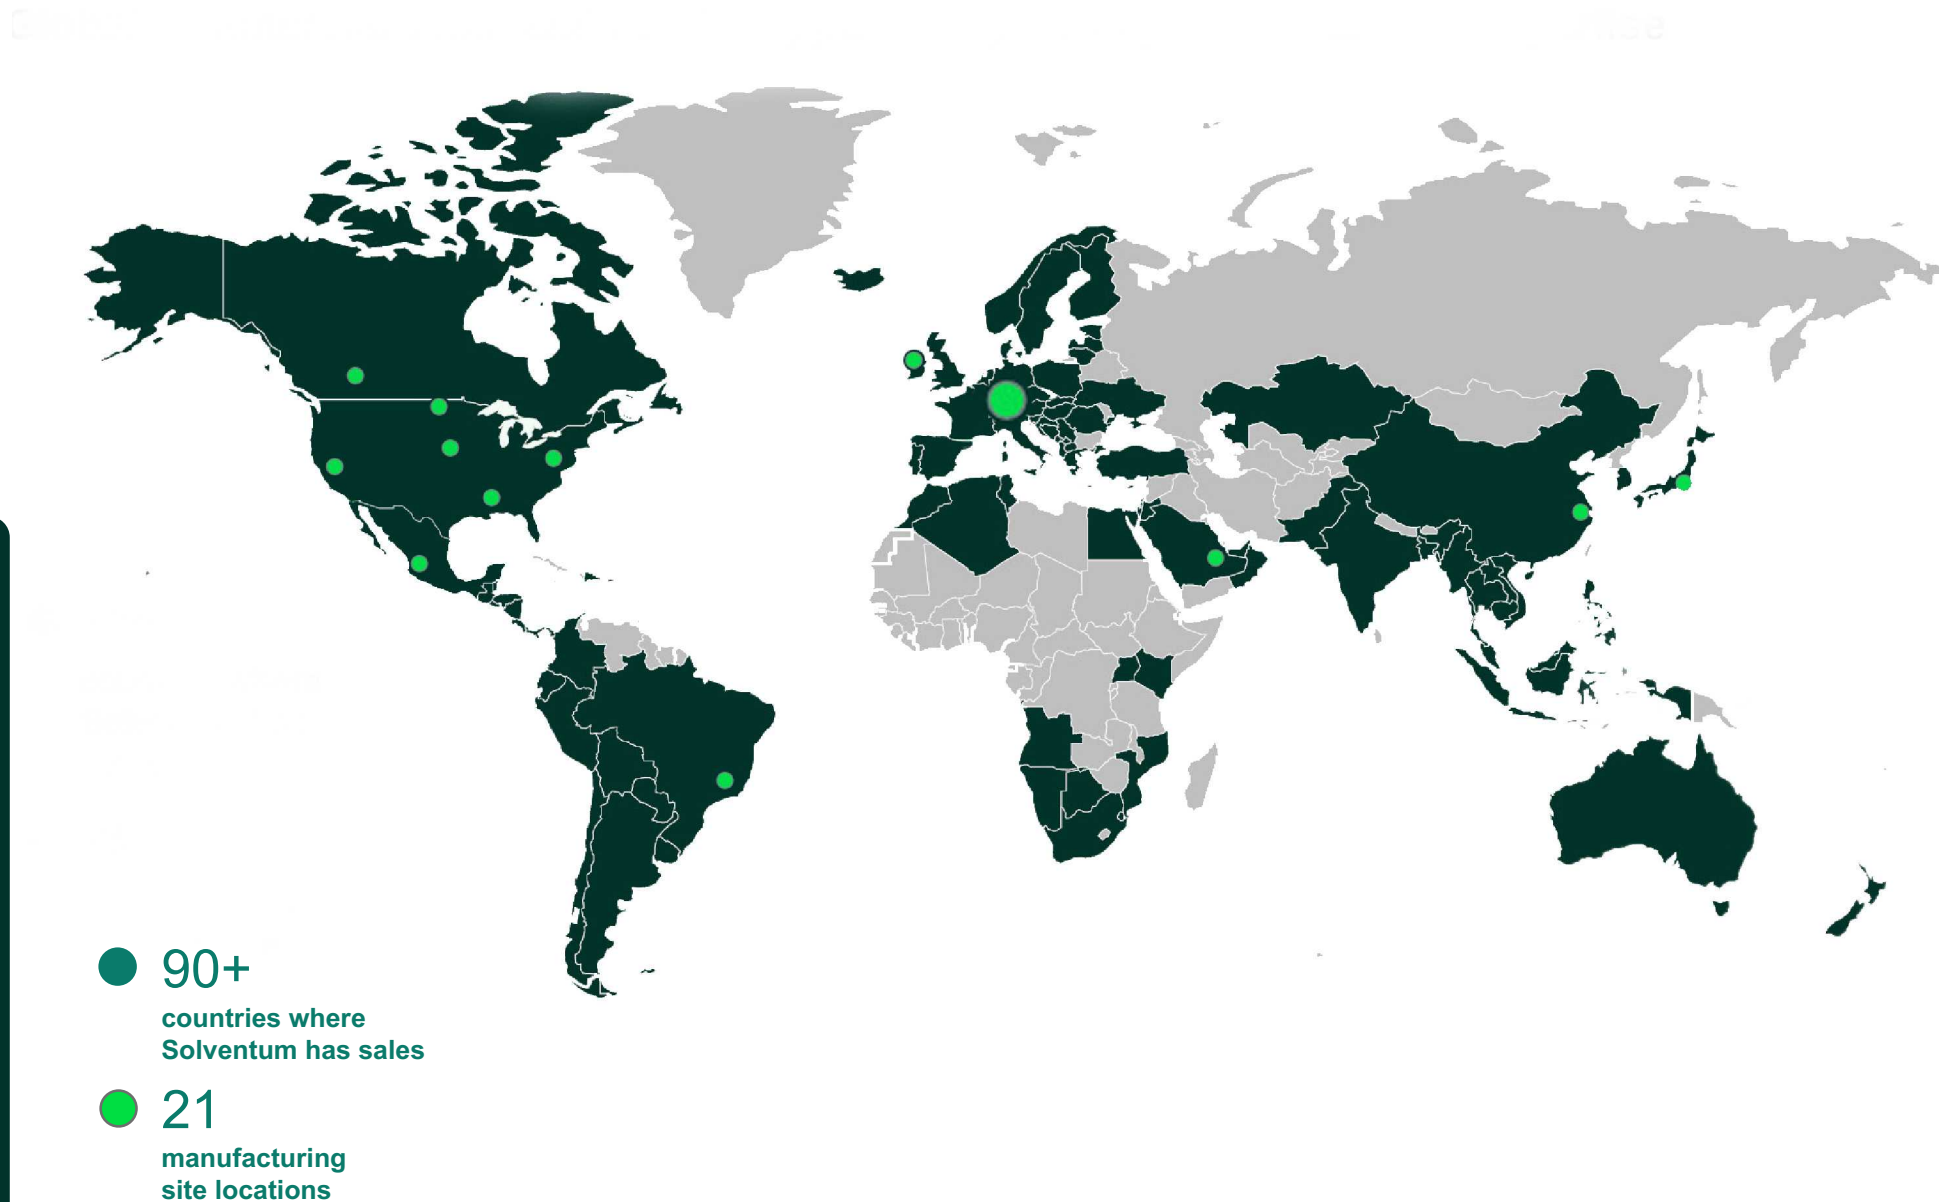 90+
countries where
Solventum has sales
21
manufacturing
site locations